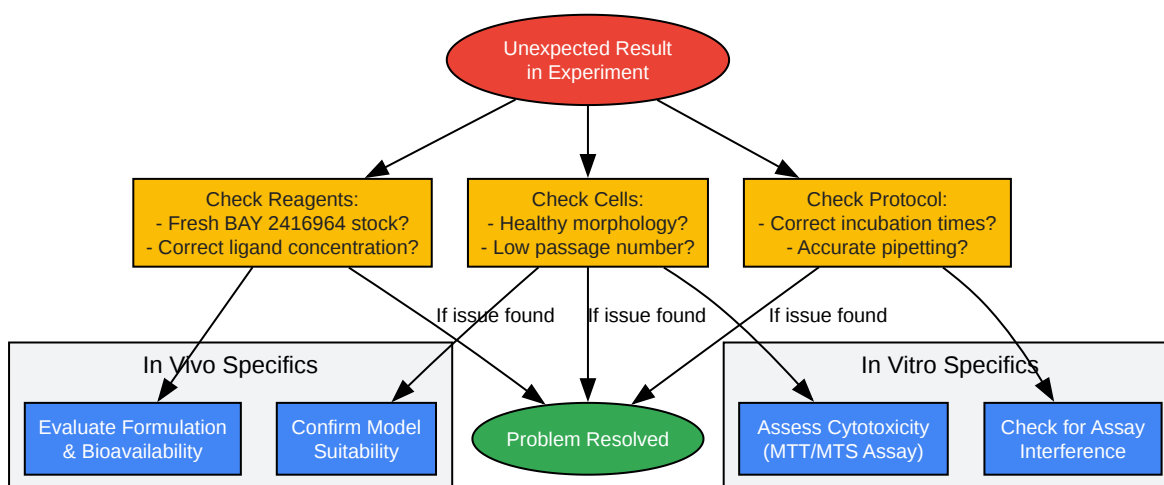 Unexpected Result
in Experiment
Check Reagents:
- Fresh BAY 2416964 stock?
- Correct ligand concentration?
Check Cells:
- Healthy morphology?
- Low passage number?
Check Protocol:
- Correct incubation times?
- Accurate pipetting?
If issue found
If issue found
If issue found
In Vivo Specifics
In Vitro Specifics
Evaluate Formulation
& Bioavailability
Confirm Model
Suitability
Problem Resolved
Assess Cytotoxicity
(MTT/MTS Assay)
Check for Assay
Interference